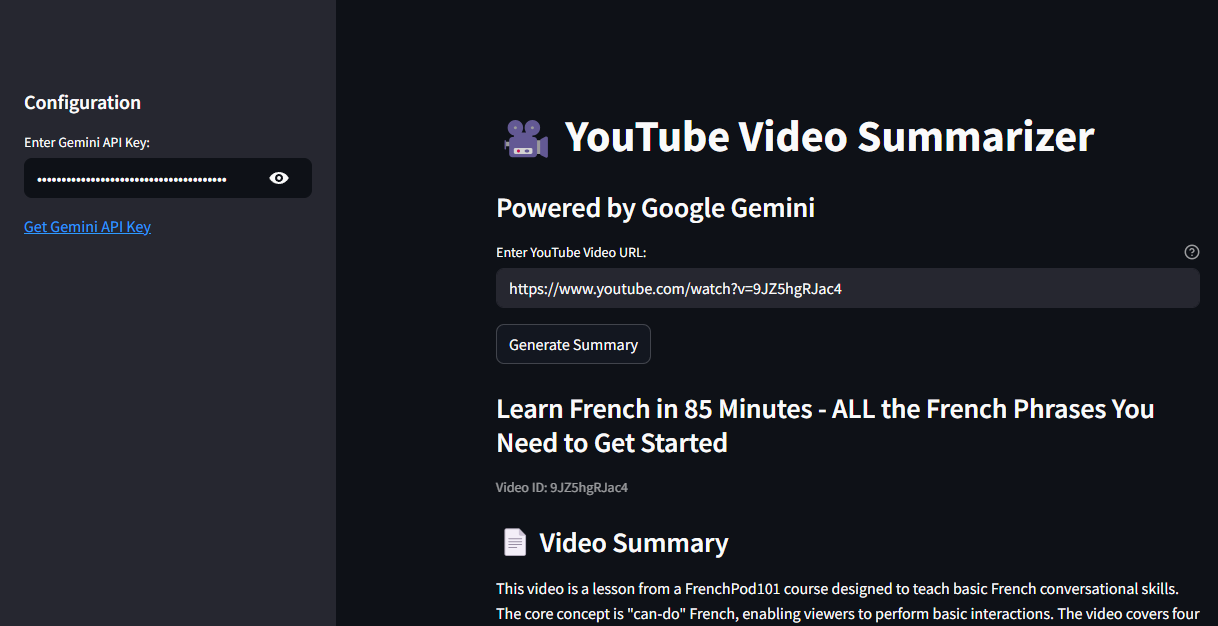 Configuration
Enter Gemini API Key:
Get Gemini API Key
YouTube Video Summarizer
Powered by Google Gemini
Enter YouTube Video URL:
https://www.youtube.com/watch?v=9JZ5hgRJac4
Generate Summary
Learn French in 85 Minutes - ALL the French Phrases You
Need to Get Started
Video ID: 9JZ5hgRJac4
Video Summary
This video is a lesson from a FrenchPod101 course designed to teach basic French conversational skills.
The core concept is "can-do" French, enabling viewers to perform basic interactions. The video covers four